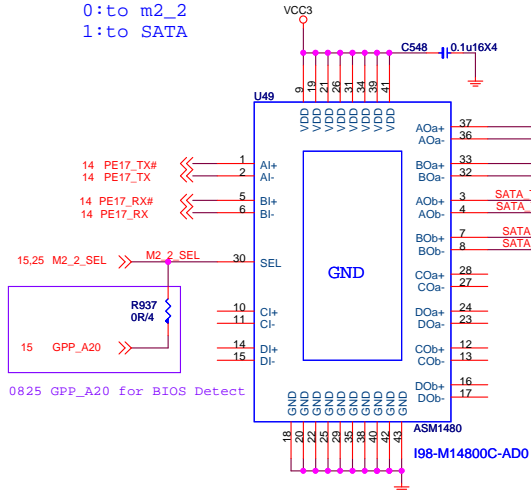 0:to m2_2
1:to SATA
VCC3
C548 0.1u16X4
U49
9 19 21 26 31 34 39 41
VDD VDD VDD VDD VDD VDD VDD VDD
14 PE17_TX# 1 AI+
14 PE17_TX 2 AI-
14 PE17_RX# 5 BI+
14 PE17_RX 6 BI-
15,25 M2_2_SEL M2_2_SEL 30 SEL
R937
0R/4
15 GPP_A20
0825 GPP_A20 for BIOS Detect
10 CI+
11 CI-
14 DI+
15 DI-
GND
AOa+ 37
AOa- 36
BOa+ 33
BOa- 32
AOb+ 3 SATA_
AOb- 4 SATA_
BOb+ 7 SATA
BOb- 8 SATA
COa+ 28
COa- 27
DOa+ 24
DOa- 23
COb+ 12
COb- 13
DOb+ 16
DOb- 17
GND GND GND GND GND GND GND GND GND GND
18 20 22 25 29 35 38 40 42 43
ASM1480
I98-M14800C-AD0